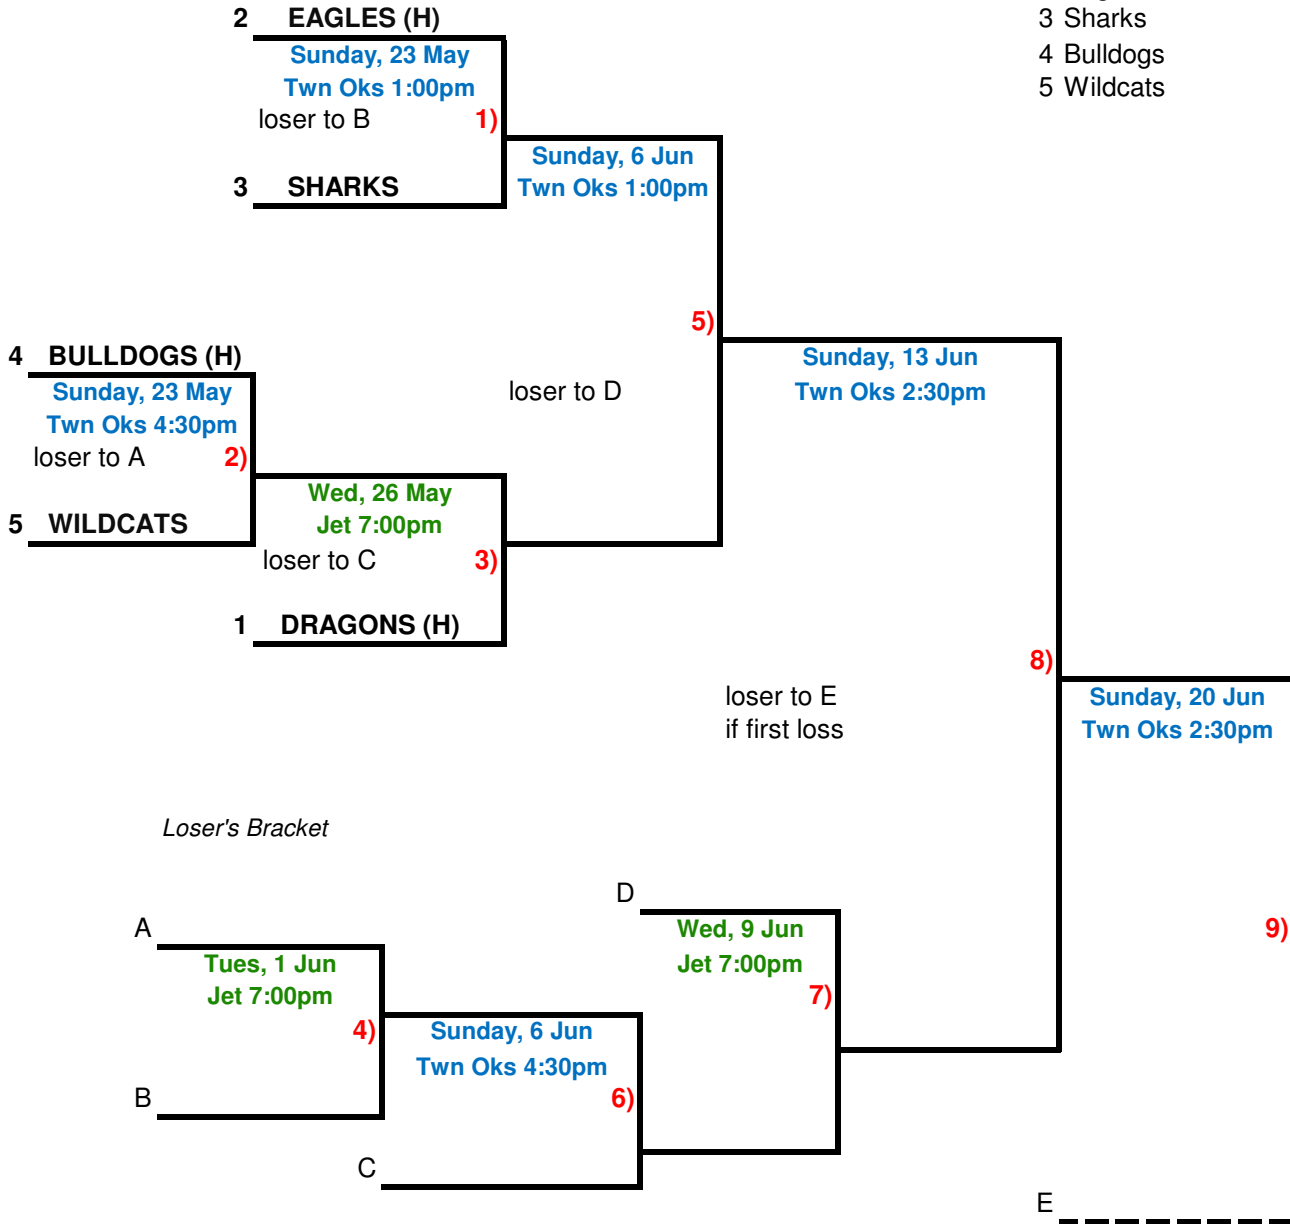 2 EAGLES (H)
Sunday, 23 May
Twn Oks 1:00pm
loser to B 1)
3 SHARKS
3 Sharks
4 Bulldogs
5 Wildcats
Sunday, 6 Jun
Twn Oks 1:00pm
5)
4 BULLDOGS (H)
Sunday, 23 May
Twn Oks 4:30pm
loser to A 2)
5 WILDCATS
loser to D
Sunday, 13 Jun
Twn Oks 2:30pm
Wed, 26 May
Jet 7:00pm
loser to C 3)
1 DRAGONS (H)
8)
loser to E
if first loss
Sunday, 20 Jun
Twn Oks 2:30pm
Loser's Bracket
A
Tues, 1 Jun
Jet 7:00pm
4)
B
D
Wed, 9 Jun
Jet 7:00pm
7)
Sunday, 6 Jun
Twn Oks 4:30pm
6)
C
9)
E